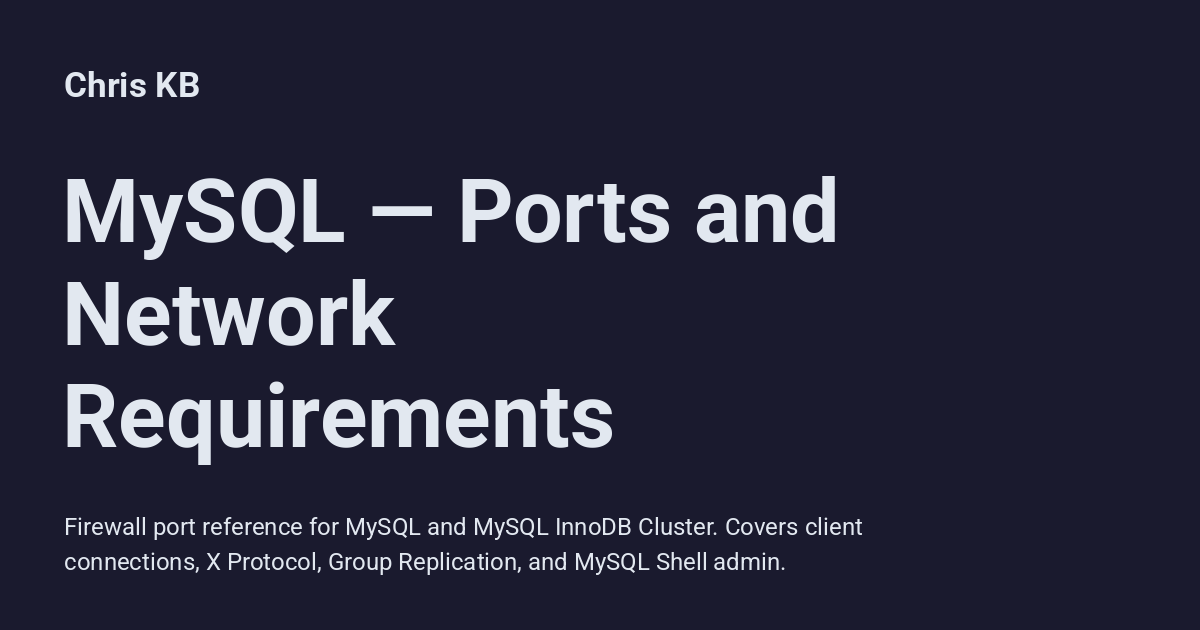 Chris KB
MySQL — Ports and
Network
Requirements
Firewall port reference for MySQL and MySQL InnoDB Cluster. Covers client
connections, X Protocol, Group Replication, and MySQL Shell admin.